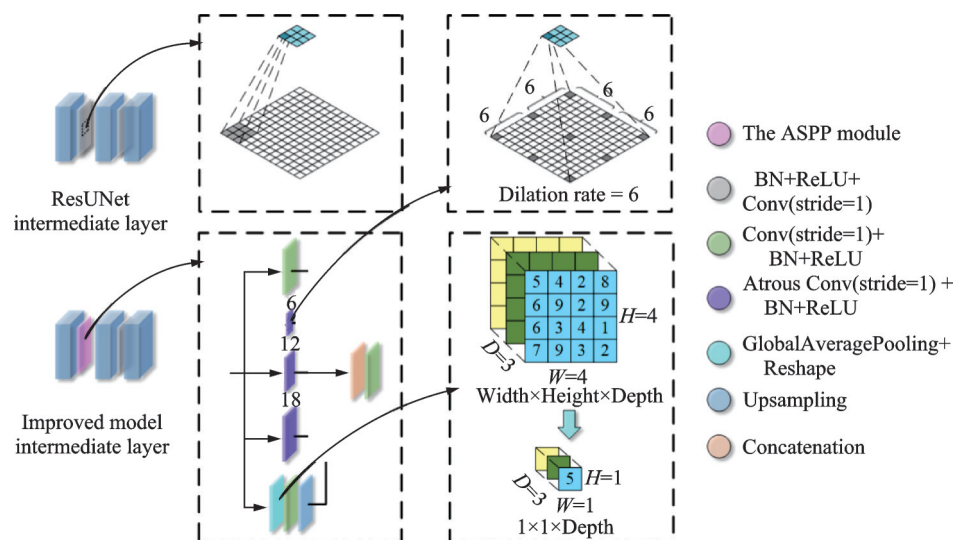 ResUNet
intermediate layer
6
6
6
6
Dilation rate = 6
Improved model
intermediate layer
6
12
18
5 4 2 8
6 9 2 9
6 3 4 1
7 9 3 2
H=4
D=3
W=4
Width×Height×Depth
5
H=1
D=3
W=1
1×1×Depth
The ASPP module
BN+ReLU+
Conv(stride=1)
Conv(stride=1)+
BN+ReLU
Atrous Conv(stride=1) +
BN+ReLU
GlobalAveragePooling+
Reshape
Upsampling
Concatenation